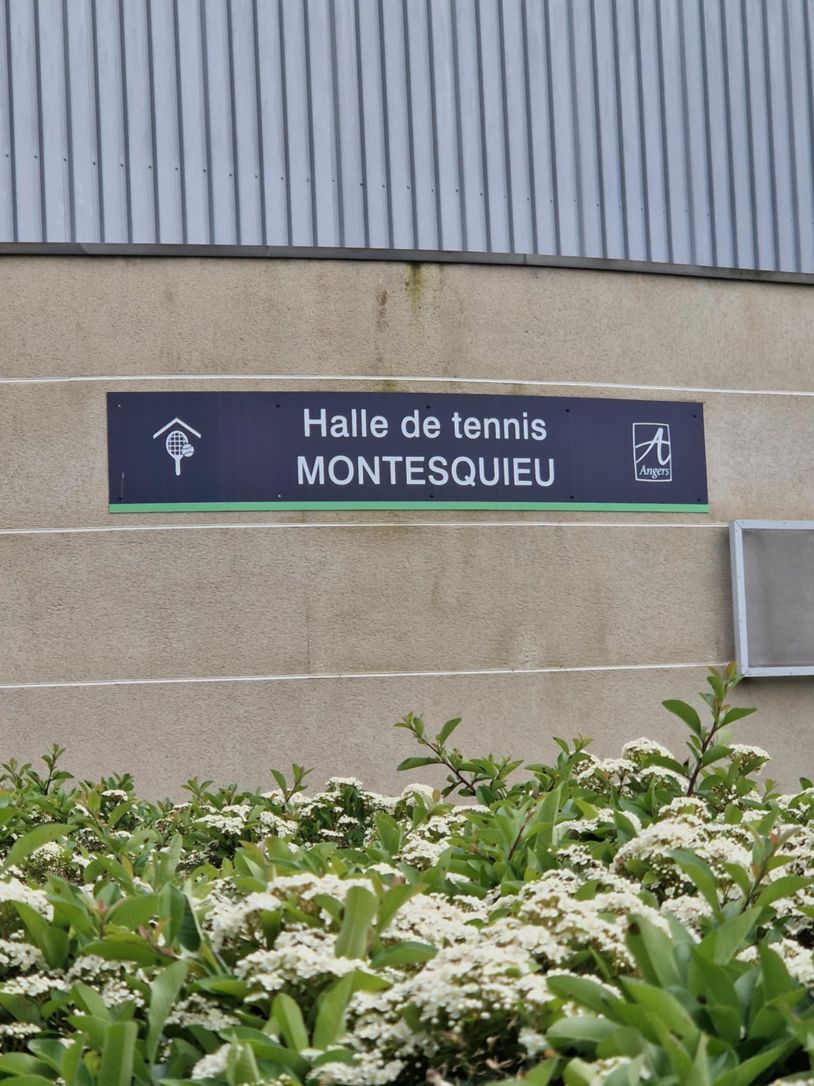 Halle de tennis
MONTESQUIEU
A
Angers